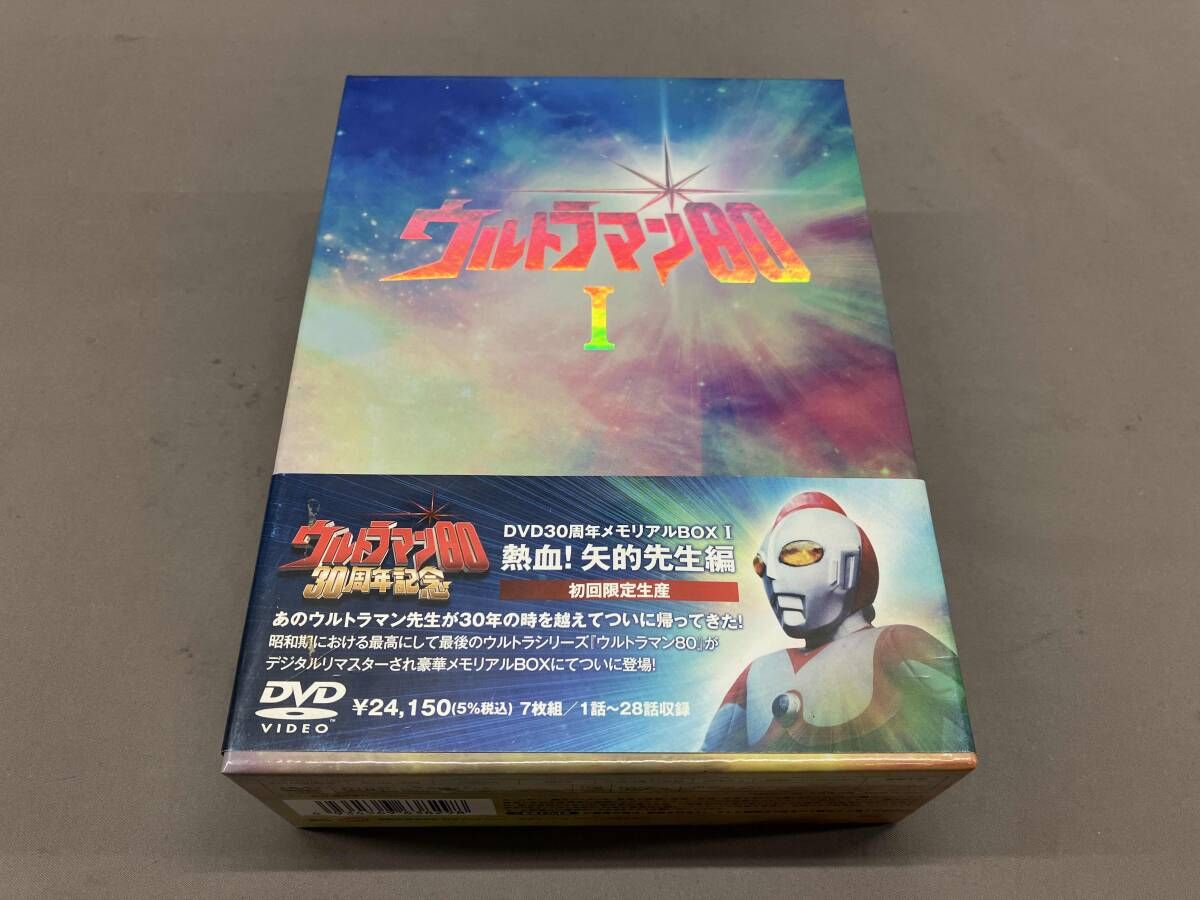 ウルトラマン80
I
ウルトラマン80
30周年記念
DVD30周年メモリアルBOX I
熱血!矢的先生編
初回限定生産
あのウルトラマン先生が30年の時を越えてついに帰ってきた!
昭和期における最高にして最後のウルトラシリーズ『ウルトラマン80』が
デジタルリマスターされ豪華メモリアルBOXにてついに登場!
DVD
VIDEO
™
¥24,150(5%税込) 7枚組/1話〜28話収録